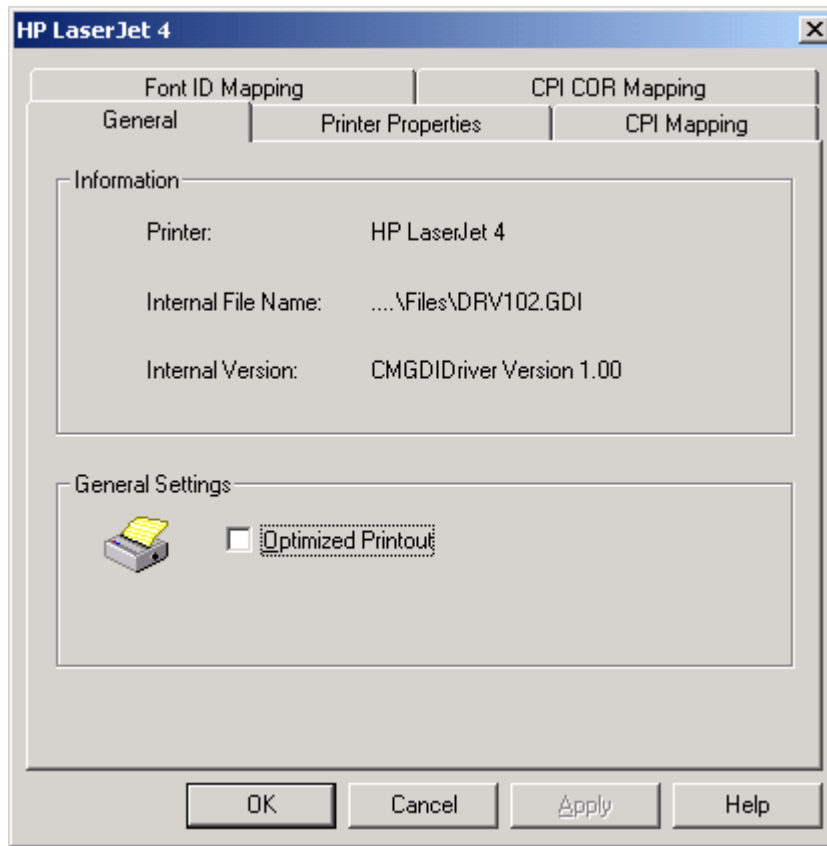 HP LaserJet 4
Font ID Mapping CPI COR Mapping
General Printer Properties CPI Mapping
Information
Printer: HP LaserJet 4
Internal File Name: ....\Files\DRV102.GDI
Internal Version: CMGDIDriver Version 1.00
General Settings
Optimized Printout
OK Cancel Apply Help